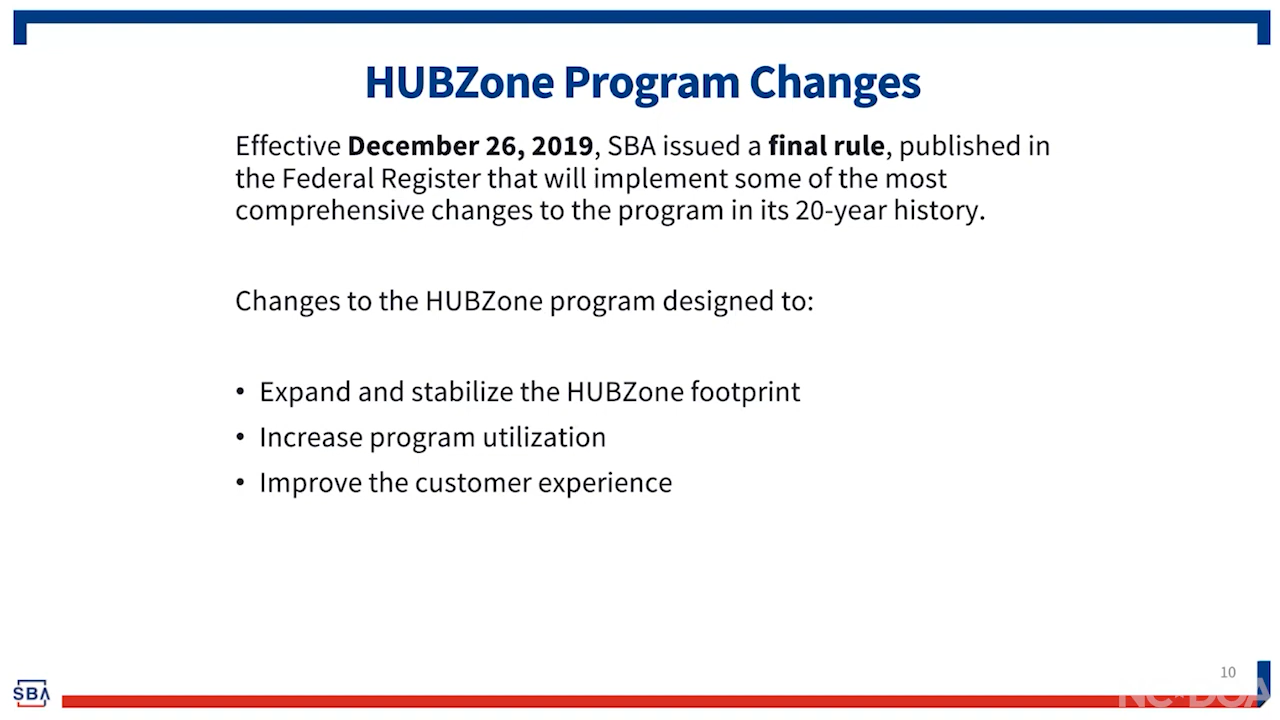 HUBZone Program Changes
Effective December 26, 2019, SBA issued a final rule, published in
the Federal Register that will implement some of the most
comprehensive changes to the program in its 20-year history.
Changes to the HUBZone program designed to:
• Expand and stabilize the HUBZone footprint
• Increase program utilization
• Improve the customer experience
10
SBA
NC★DOA